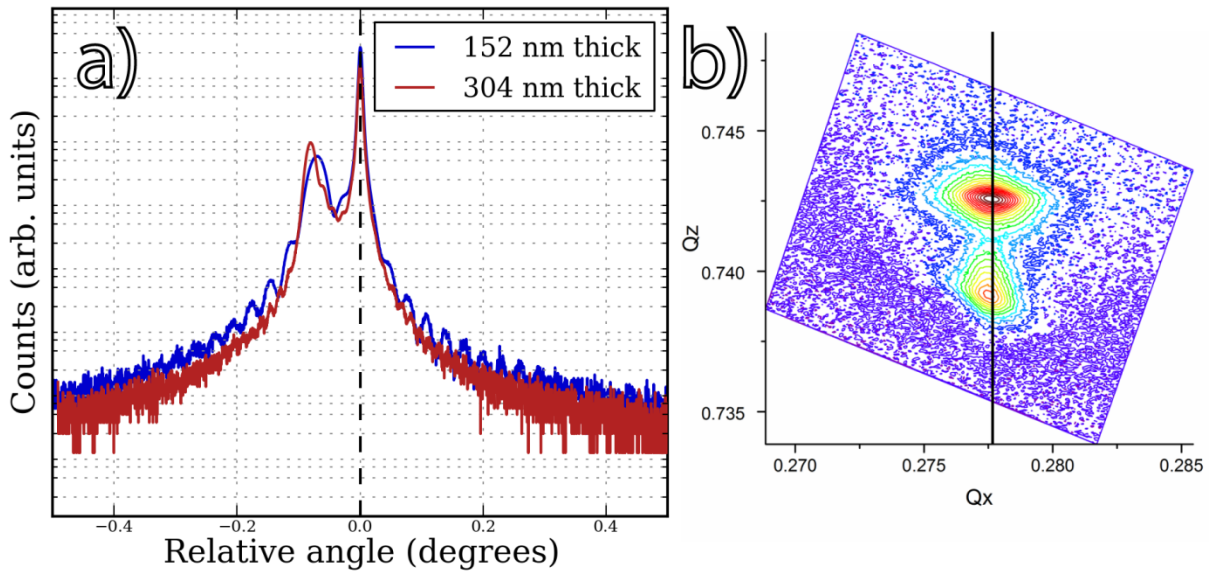 a)
152 nm thick
304 nm thick
Counts (arb. units)
−0.4 −0.2 0.0 0.2 0.4
Relative angle (degrees)
b)
0.745
0.740
0.735
Qz
0.270 0.275 0.280 0.285
Qx